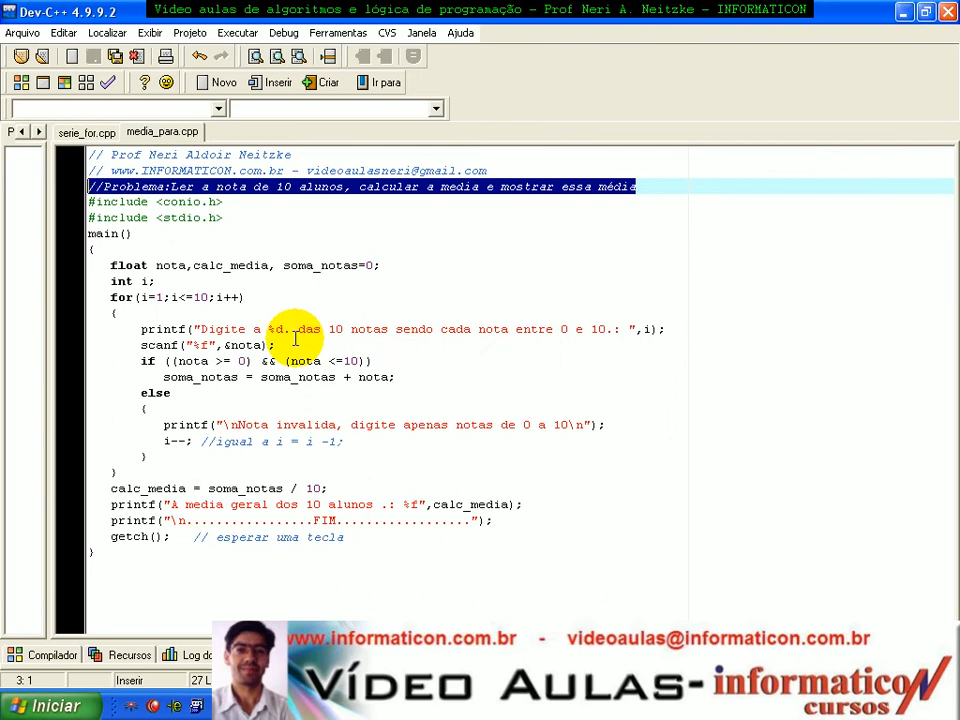 Dev-C++ 4.9.9.2
Vídeo aulas de algoritmos e lógica de programação - Prof Neri A. Neitzke - INFORMATICON
Arquivo Editar Localizar Exibir Projeto Executar Debug Ferramentas CVS Janela Ajuda
Novo Inserir Criar Ir para
P serie_for.cpp media_para.cpp
// Prof Neri Aldoir Neitzke
// www.INFORMATICON.com.br - videoaulasneri@gmail.com
//Problema:Ler a nota de 10 alunos, calcular a media e mostrar essa média
#include <conio.h>
#include <stdio.h>
main()
{
float nota,calc_media, soma_notas=0;
int i;
for(i=1;i<=10;i++)
{
printf("Digite a %d. das 10 notas sendo cada nota entre 0 e 10.: ",i);
scanf("%f",&nota);
if ((nota >= 0) && (nota <=10))
soma_notas = soma_notas + nota;
else
{
printf("\nNota invalida, digite apenas notas de 0 a 10\n");
i--; //igual a i = i -1;
}
}
calc_media = soma_notas / 10;
printf("A media geral dos 10 alunos .: %f",calc_media);
printf("\n.................FIM..................");
getch(); // esperar uma tecla
}
Compilador Recursos Log do
3: 1 Inserir 27 L
Iniciar
www.informaticon.com.br - videoaulas@informaticon.com.br
Vídeo Aulas- informaticon
cursos